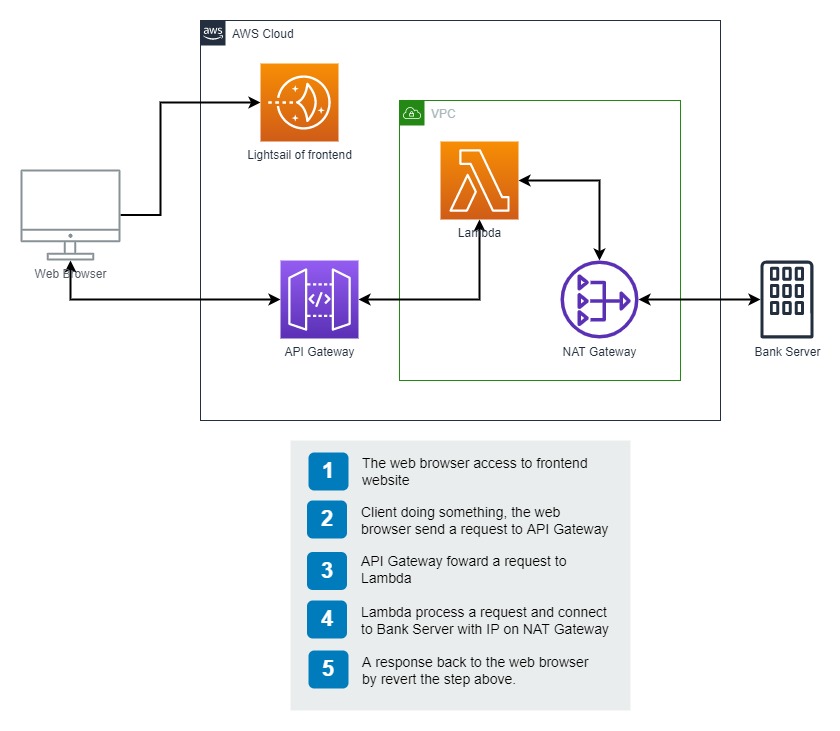 aws
AWS Cloud
Lightsail of frontend
VPC
Lambda
Web Browser
</>
API Gateway
NAT Gateway
Bank Server
1
The web browser access to frontend
website
2
Client doing something, the web
browser send a request to API Gateway
3
API Gateway foward a request to
Lambda
4
Lambda process a request and connect
to Bank Server with IP on NAT Gateway
5
A response back to the web browser
by revert the step above.